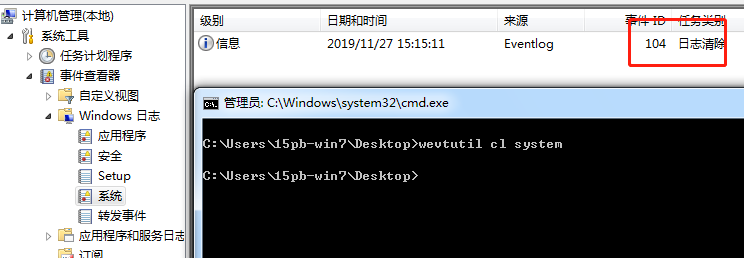 计算机管理(本地)
系统工具
任务计划程序
事件查看器
自定义视图
Windows 日志
应用程序
安全
Setup
系统
转发事件
应用程序和服务日志
订阅
级别 日期和时间 来源 事件 ID 任务类别
信息 2019/11/27 15:15:11 Eventlog 104 日志清除
管理员: C:\Windows\system32\cmd.exe
C:\Users\15pb-win7\Desktop>wevtutil cl system
C:\Users\15pb-win7\Desktop>